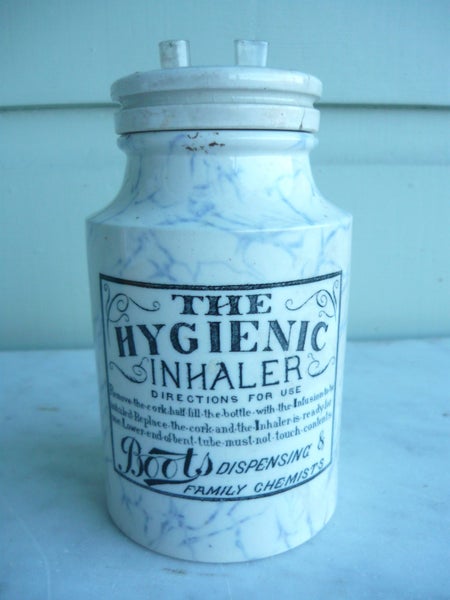 THE
HYGIENIC
INHALER
DIRECTIONS FOR USE
Remove-the-cork,half-fill-the-bottle-with-the-Infusion-to-be
Inhaled.Replace-the-cork-and-the-Inhaler-is-ready-for
The-Lower-end-of-bent-tube-must-not-touch-contents.
Boots DISPENSING &
FAMILY CHEMISTS